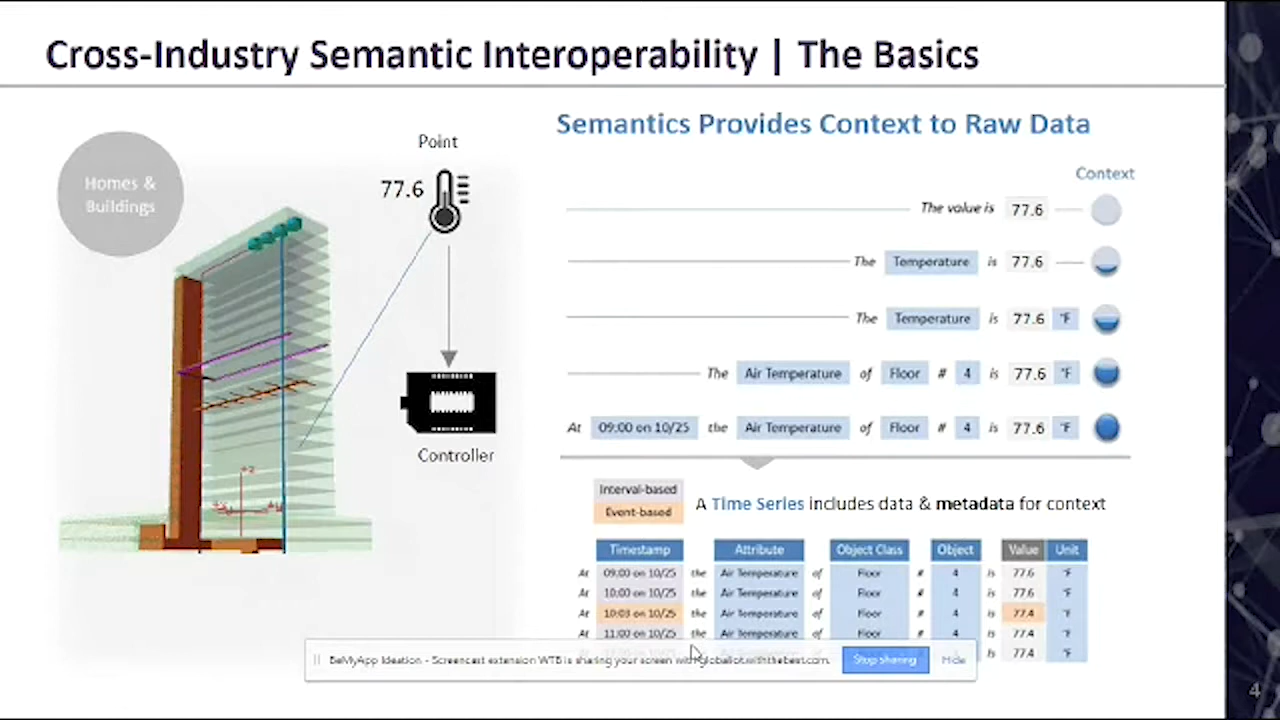 Cross-Industry Semantic Interoperability | The Basics
Homes &
Buildings
Point
77.6
Controller
Semantics Provides Context to Raw Data
Context
The value is 77.6
The Temperature is 77.6
The Temperature is 77.6 °F
The Air Temperature of Floor # 4 is 77.6 °F
At 09:00 on 10/25 the Air Temperature of Floor # 4 is 77.6 °F
Interval-based
Event-based
A Time Series includes data & metadata for context
Timestamp Attribute Object Class Object Value Unit
At 09:00 on 10/25 the Air Temperature of Floor # 4 is 77.6 °F
At 10:00 on 10/25 the Air Temperature of Floor # 4 is 77.6 °F
At 10:03 on 10/25 the Air Temperature of Floor # 4 is 77.4 °F
At 11:00 on 10/25 the Air Temperature of Floor # 4 is 77.4 °F
77.4 °F
BeMyApp Ideation - Screencast extension WTB is sharing your screen with globaliot.withthebest.com.
Stop sharing
Hide
4